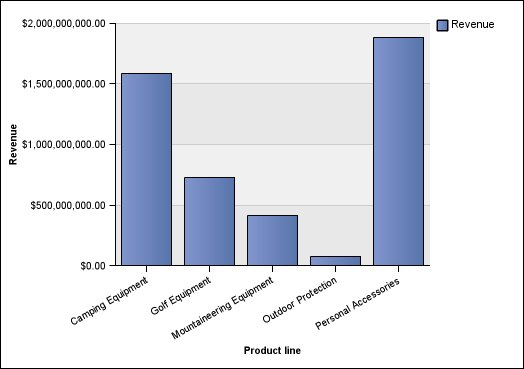 $2,000,000,000.00
$1,500,000,000.00
$1,000,000,000.00
$500,000,000.00
$0.00
Revenue
Revenue
Camping Equipment
Golf Equipment
Mountaineering Equipment
Outdoor Protection
Personal Accessories
Product line